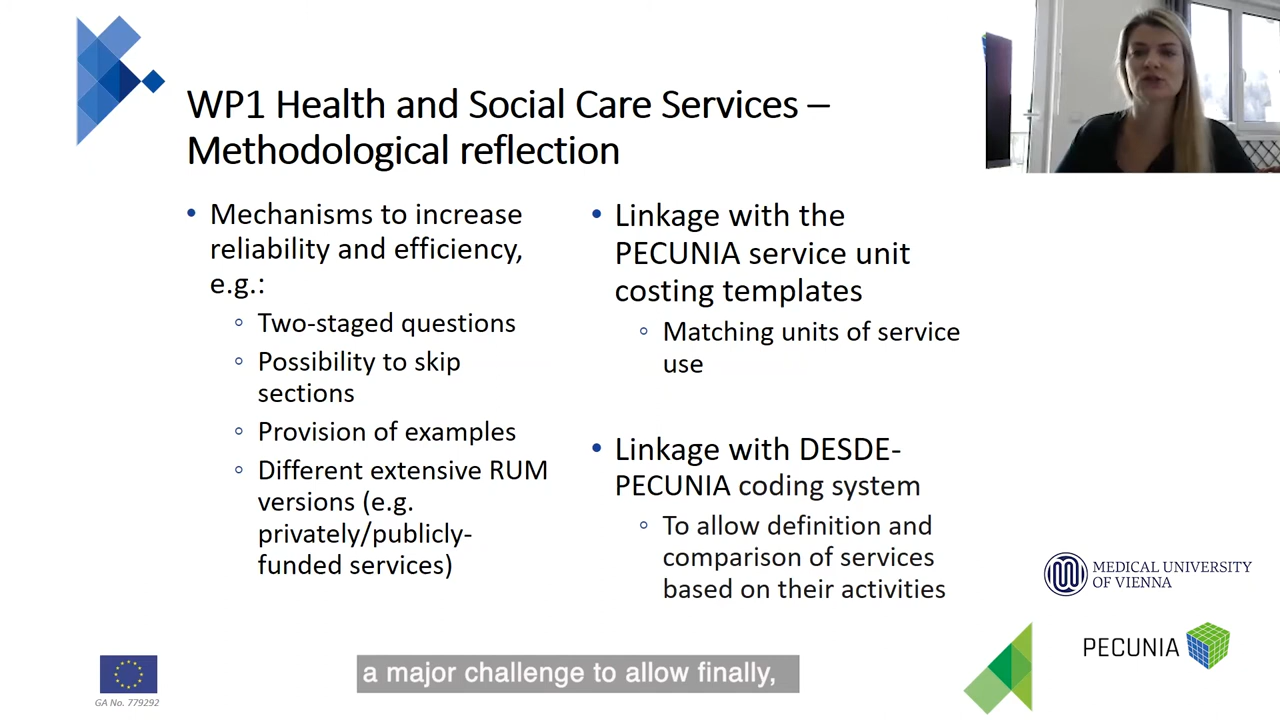 WP1 Health and Social Care Services –
Methodological reflection
• Mechanisms to increase
reliability and efficiency,
e.g.:
◦ Two-staged questions
◦ Possibility to skip
sections
◦ Provision of examples
◦ Different extensive RUM
versions (e.g.
privately/publicly-
funded services)
• Linkage with the
PECUNIA service unit
costing templates
◦ Matching units of service
use
• Linkage with DESDE-
PECUNIA coding system
◦ To allow definition and
comparison of services
based on their activities
MEDICAL UNIVERSITY
OF VIENNA
PECUNIA
GA No. 779292
a major challenge to allow finally,